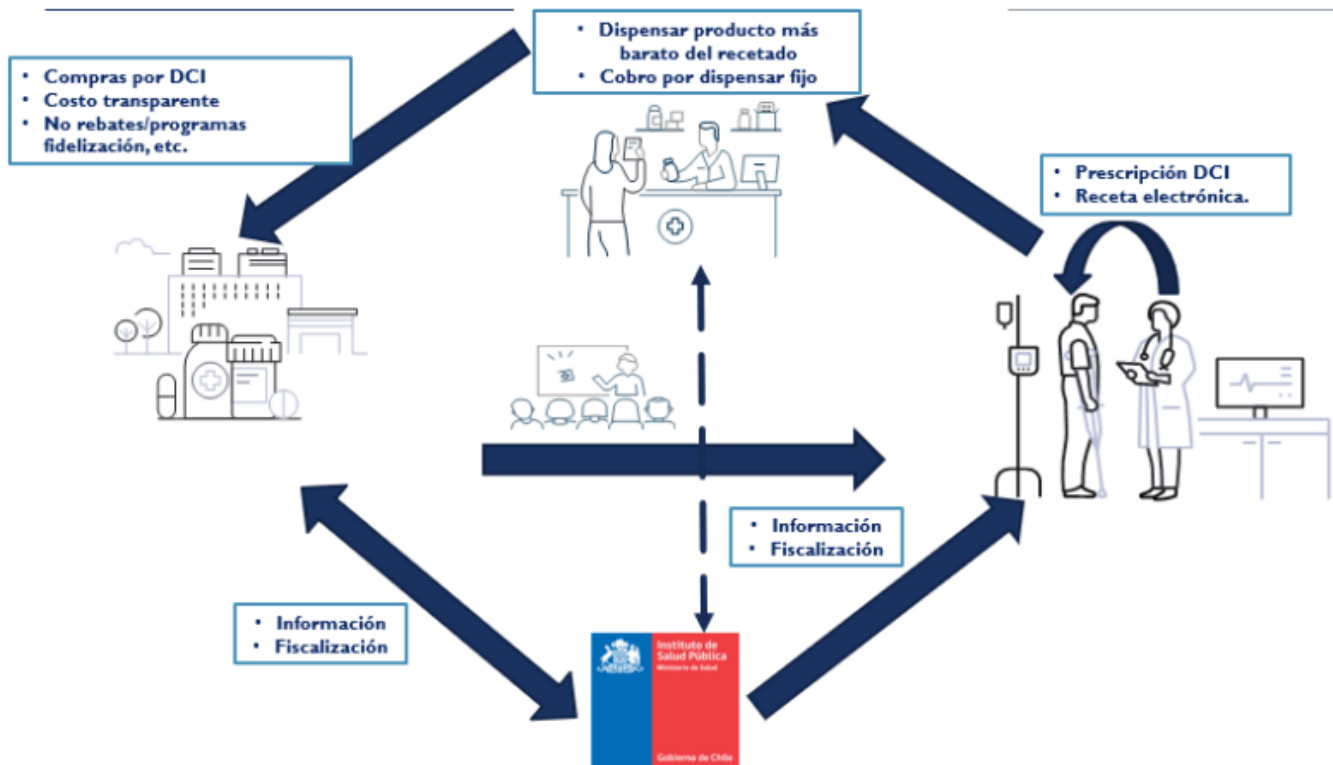 • Dispensar producto más
barato del recetado
• Cobro por dispensar fijo
• Compras por DCI
• Costo transparente
• No rebates/programas
fidelización, etc.
• Prescripción DCI
• Receta electrónica.
• Información
• Fiscalización
• Información
• Fiscalización
Instituto de
Salud Pública
Ministerio de Salud
Gobierno de Chile